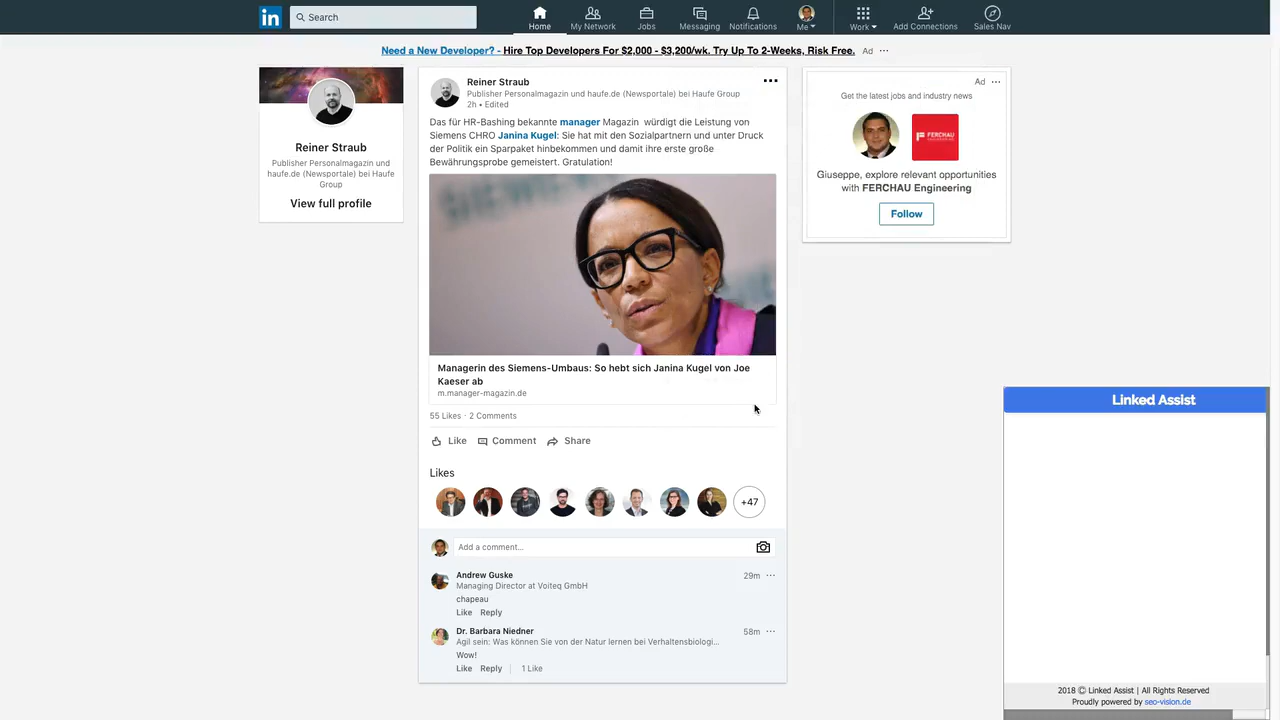 in
Search
Home
My Network
Jobs
Messaging
Notifications
Me
Work
Add Connections
Sales Nav
Need a New Developer? - Hire Top Developers For $2,000 - $3,200/wk. Try Up To 2-Weeks, Risk Free. Ad ···
Reiner Straub
Publisher Personalmagazin und
haufe.de (Newsportale) bei Haufe
Group
View full profile
Reiner Straub
Publisher Personalmagazin und haufe.de (Newsportale) bei Haufe Group
2h • Edited
Das für HR-Bashing bekannte manager Magazin würdigt die Leistung von
Siemens CHRO Janina Kugel: Sie hat mit den Sozialpartnern und unter Druck
der Politik ein Sparpaket hinbekommen und damit ihre erste große
Bewährungsprobe gemeistert. Gratulation!
Managerin des Siemens-Umbaus: So hebt sich Janina Kugel von Joe
Kaeser ab
m.manager-magazin.de
55 Likes · 2 Comments
Like
Comment
Share
Likes
+47
Add a comment...
Andrew Guske
29m ···
Managing Director at Voiteq GmbH
chapeau
Like Reply
Dr. Barbara Niedner
58m ···
Agil sein: Was können Sie von der Natur lernen bei Verhaltensbiologi...
Wow!
Like Reply | 1 Like
Ad ···
Get the latest jobs and industry news
FERCHAU
Giuseppe, explore relevant opportunities
with FERCHAU Engineering
Follow
Linked Assist
2018 © Linked Assist | All Rights Reserved
Proudly powered by seo-vision.de